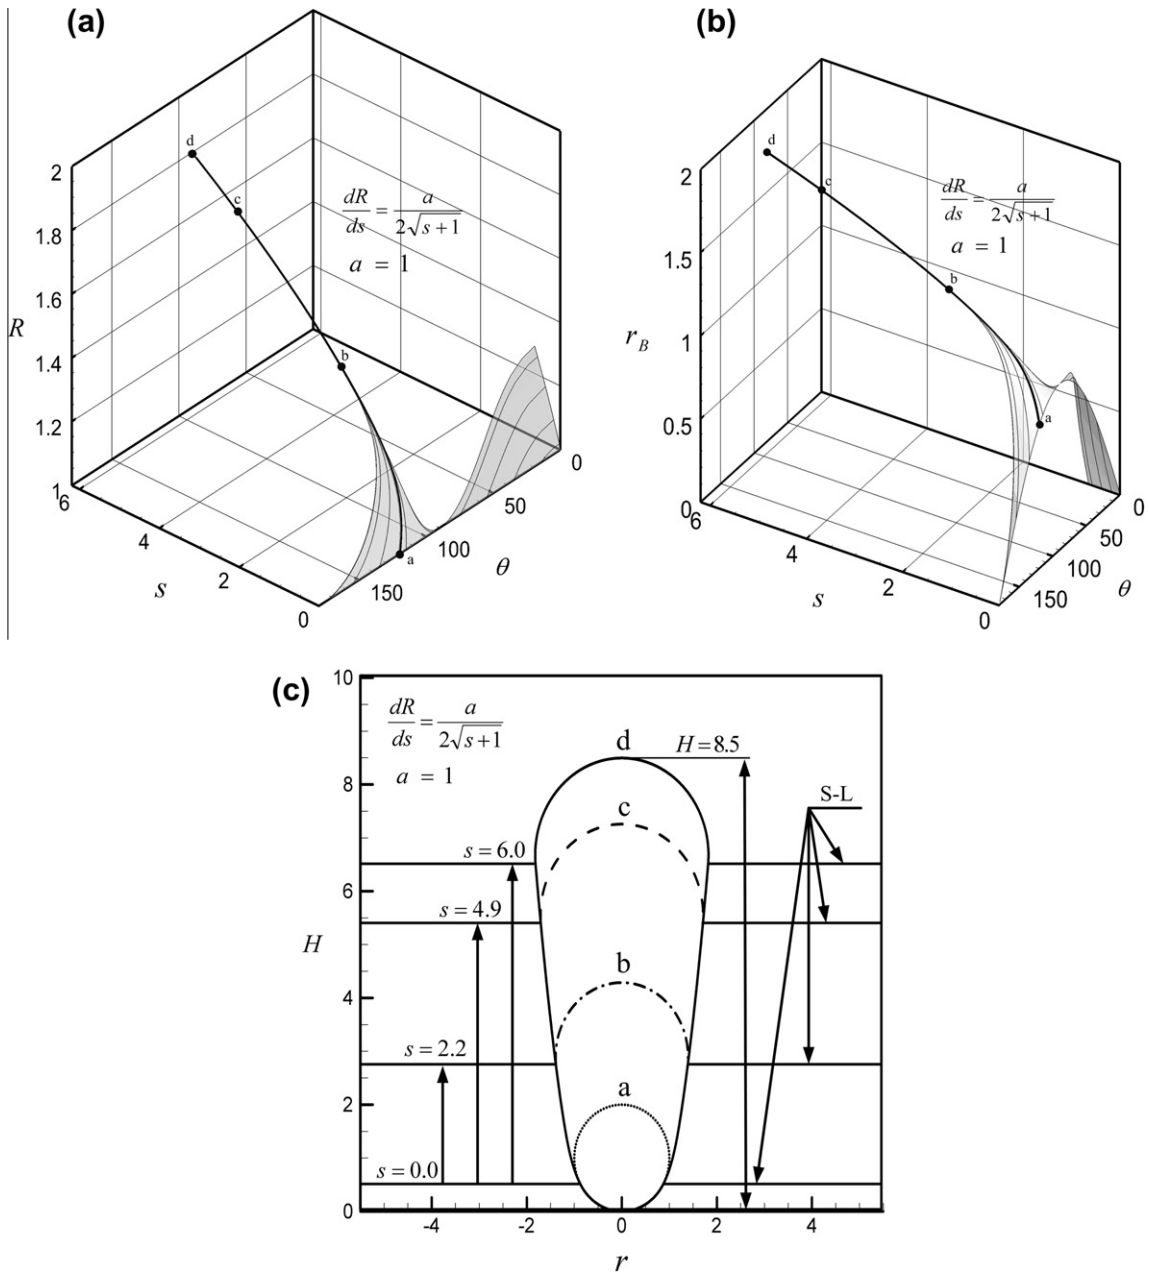 (a)
d
c
b
a
dR/ds = a/(2√(s+1))
a = 1
2
1.8
1.6
1.4
1.2
1
R
6
4
2
0
s
0
50
100
150
θ
(b)
d
c
b
a
dR/ds = a/(2√(s+1))
a = 1
2
1.5
1
0.5
0
r_B
6
4
2
0
s
0
50
100
150
θ
(c)
10
8
6
4
2
0
H
dR/ds = a/(2√(s+1))
a = 1
d
H=8.5
c
S-L
s=6.0
s=4.9
b
s=2.2
a
s=0.0
-4 -2 0 2 4
r